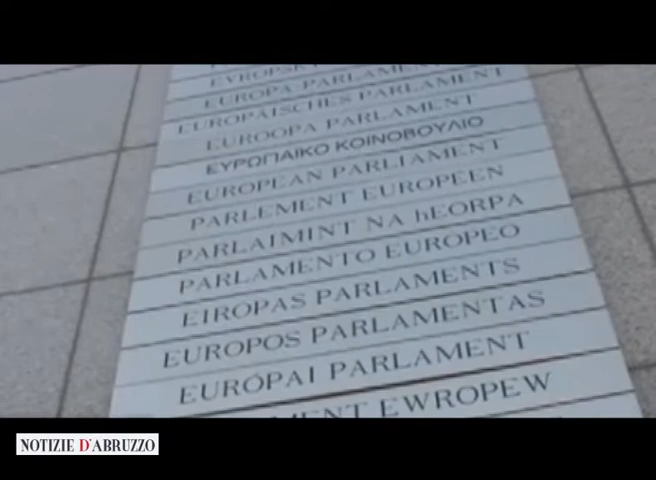 EUROPA PARLAMENT
EUROPÄISCHES PARLAMENT
EUROOPA PARLAMENT
ΕΥΡΩΠΑΪΚΟ ΚΟΙΝΟΒΟΥΛΙΟ
EUROPEAN PARLIAMENT
PARLEMENT EUROPEEN
PARLAIMINT NA hEORPA
PARLAMENTO EUROPEO
EIROPAS PARLAMENTS
EUROPOS PARLAMENTAS
EURÓPAI PARLAMENT
EWROPEW
NOTIZIE D'ABRUZZO